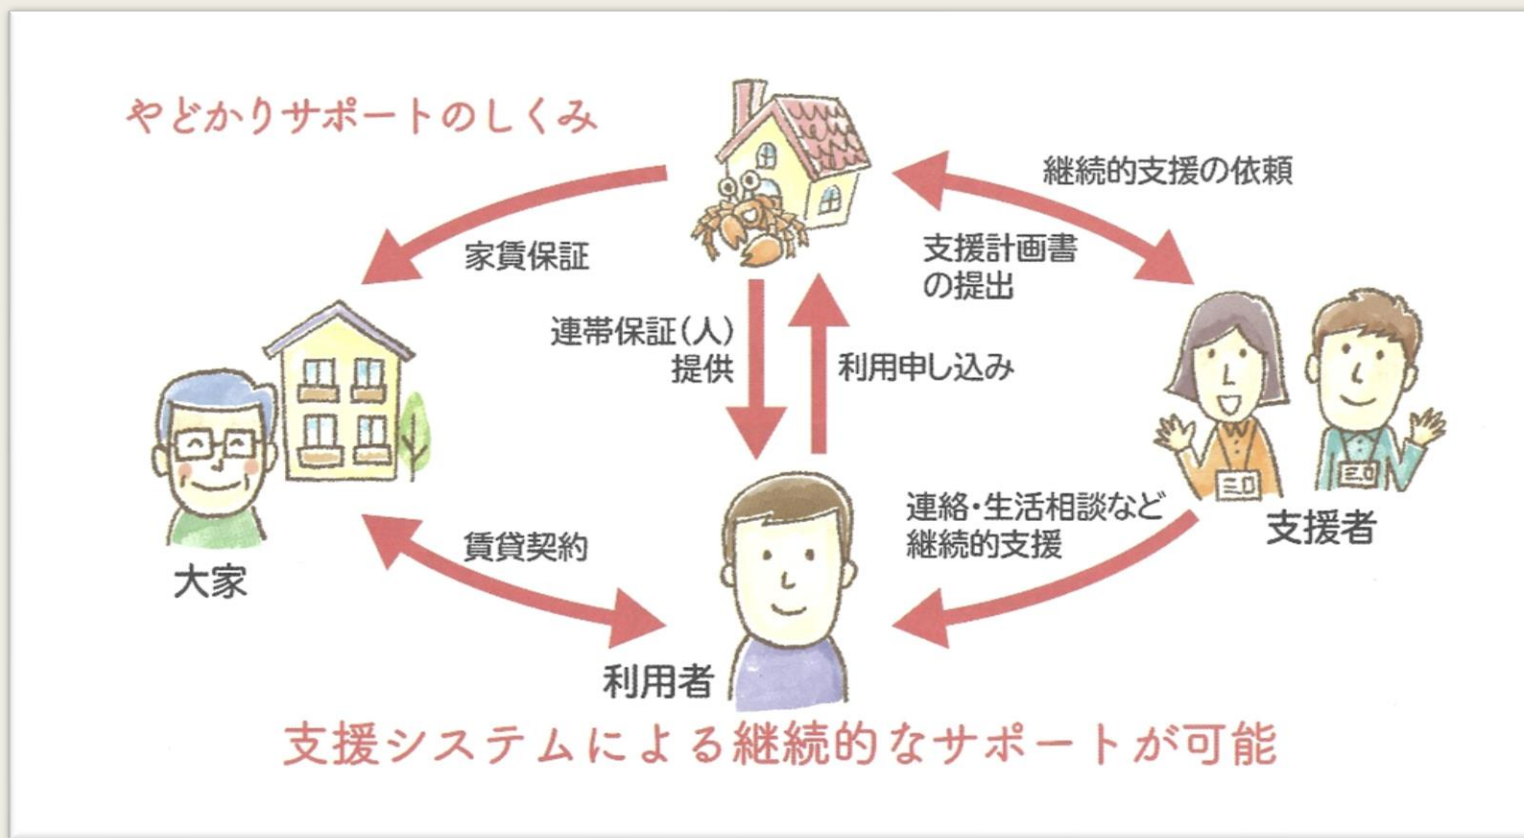 やどかりサポートのしくみ
継続的支援の依頼
家賃保証
支援計画書
の提出
連帯保証(人)
提供
利用申し込み
連絡・生活相談など
継続的支援
賃貸契約
支援者
大家
利用者
支援システムによる継続的なサポートが可能